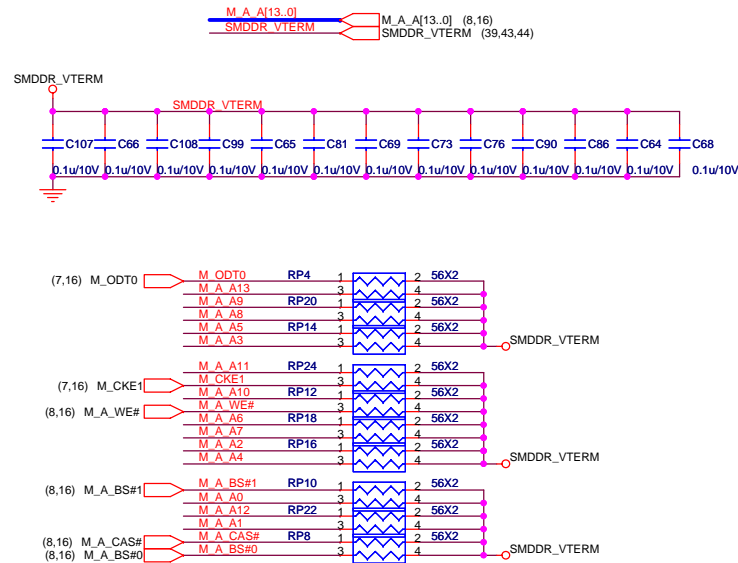 M_A_A[13..0] M_A_A[13..0] (8,16)
SMDDR_VTERM SMDDR_VTERM (39,43,44)
SMDDR_VTERM
SMDDR_VTERM
C107 C66 C108 C99 C65 C81 C69 C73 C76 C90 C86 C64 C68
0.1u/10V 0.1u/10V 0.1u/10V 0.1u/10V 0.1u/10V 0.1u/10V 0.1u/10V 0.1u/10V 0.1u/10V 0.1u/10V 0.1u/10V 0.1u/10V 0.1u/10V
(7,16) M_ODT0 M_ODT0 RP4 1 2 56X2
M_A_A13 3 4
M_A_A9 RP20 1 2 56X2
M_A_A8 3 4
M_A_A5 RP14 1 2 56X2
M_A_A3 3 4 SMDDR_VTERM
M_A_A11 RP24 1 2 56X2
(7,16) M_CKE1 M_CKE1 3 4
M_A_A10 RP12 1 2 56X2
(8,16) M_A_WE# M_A_WE# 3 4
M_A_A6 RP18 1 2 56X2
M_A_A7 3 4
M_A_A2 RP16 1 2 56X2
M_A_A4 3 4 SMDDR_VTERM
(8,16) M_A_BS#1 M_A_BS#1 RP10 1 2 56X2
M_A_A0 3 4
M_A_A12 RP22 1 2 56X2
M_A_A1 3 4
(8,16) M_A_CAS# M_A_CAS# RP8 1 2 56X2
(8,16) M_A_BS#0 M_A_BS#0 3 4 SMDDR_VTERM